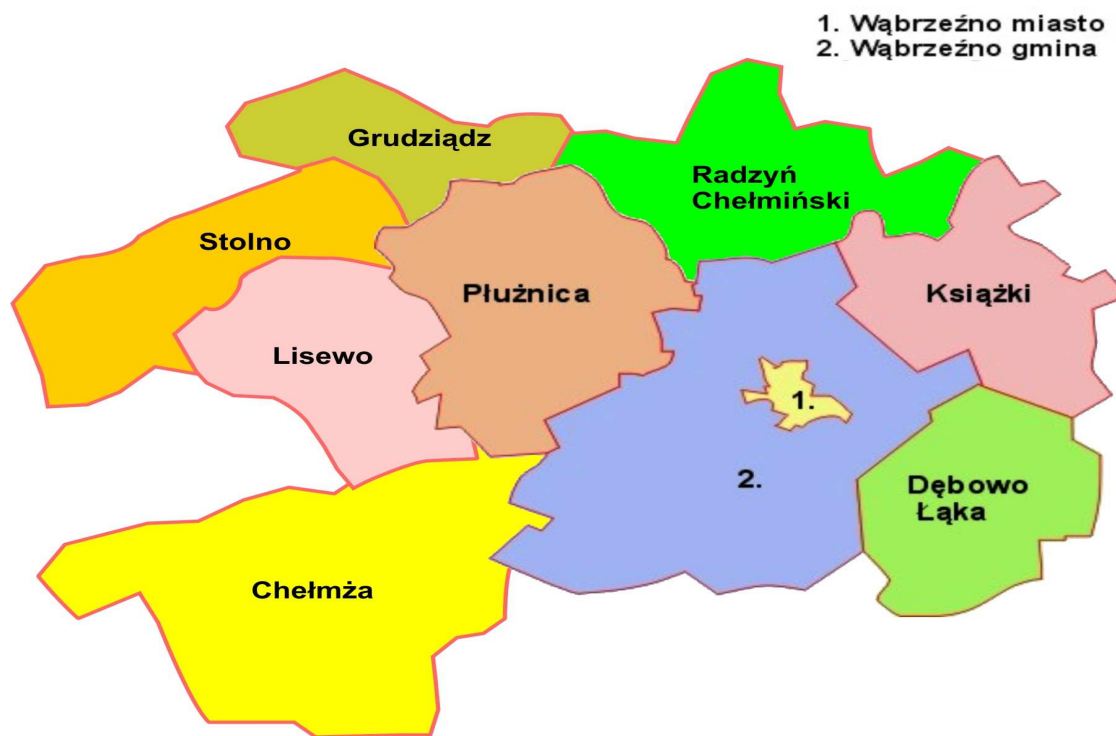 1. Wąbrzeźno miasto
2. Wąbrzeźno gmina
Grudziądz
Radzyń
Chełmiński
Stolno
Płużnica
Książki
Lisewo
1.
2.
Dębowo
Łąka
Chełmża